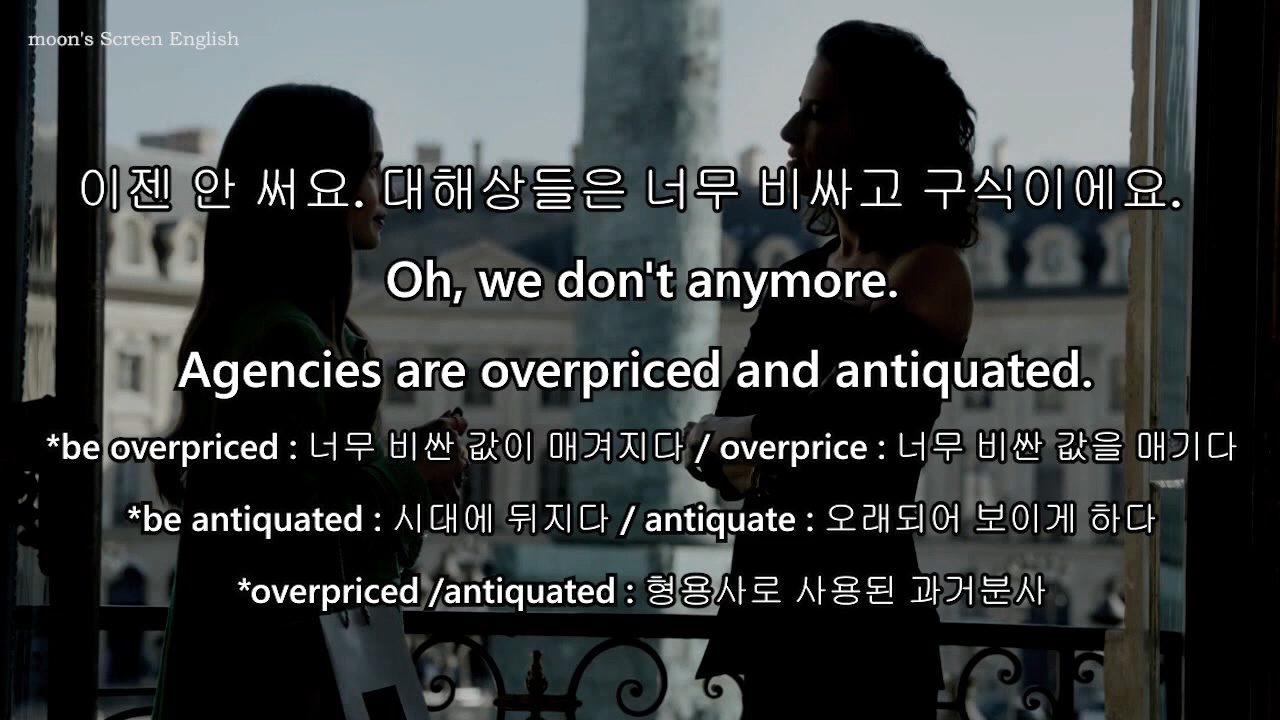 moon's Screen English
이젠 안 써요. 대해상들은 너무 비싸고 구식이에요.
Oh, we don't anymore.
Agencies are overpriced and antiquated.
*be overpriced : 너무 비싼 값이 매겨지다 / overprice : 너무 비싼 값을 매기다
*be antiquated : 시대에 뒤지다 / antiquate : 오래되어 보이게 하다
*overpriced /antiquated : 형용사로 사용된 과거분사